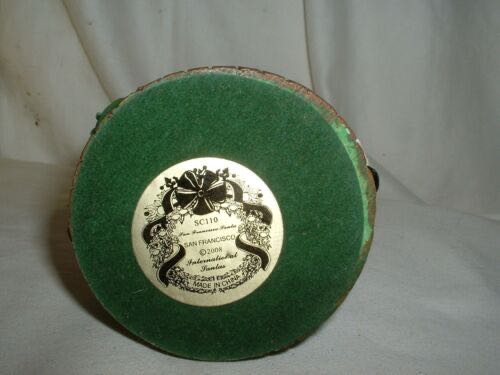 SC110
San Francisco Santa
SAN FRANCISCO
©2008
International
Santas
MADE IN CHINA